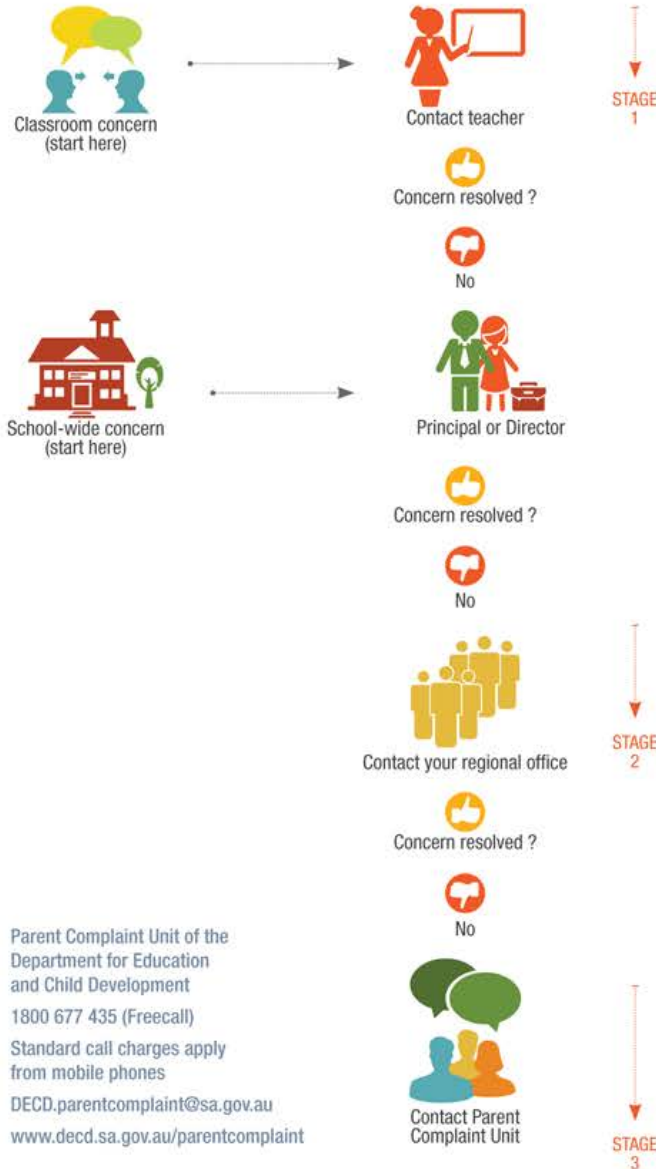 Classroom concern
(start here)
Contact teacher
STAGE
1
Concern resolved ?
No
School-wide concern
(start here)
Principal or Director
Concern resolved ?
No
Contact your regional office
STAGE
2
Concern resolved ?
No
Parent Complaint Unit of the
Department for Education
and Child Development
1800 677 435 (Freecall)
Standard call charges apply
from mobile phones
DECD.parentcomplaint@sa.gov.au
www.decd.sa.gov.au/parentcomplaint
Contact Parent
Complaint Unit
STAGE
3